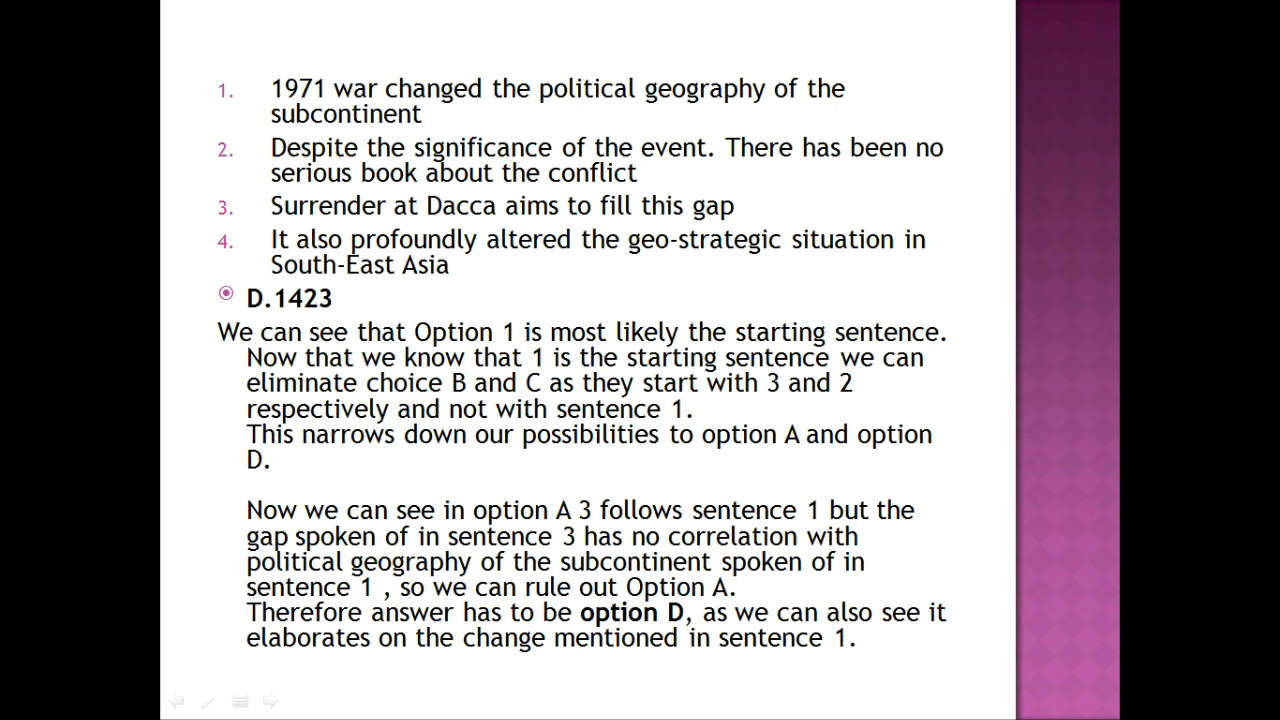 1. 1971 war changed the political geography of the
subcontinent
2. Despite the significance of the event. There has been no
serious book about the conflict
3. Surrender at Dacca aims to fill this gap
4. It also profoundly altered the geo-strategic situation in
South-East Asia
D.1423
We can see that Option 1 is most likely the starting sentence.
Now that we know that 1 is the starting sentence we can
eliminate choice B and C as they start with 3 and 2
respectively and not with sentence 1.
This narrows down our possibilities to option A and option
D.
Now we can see in option A 3 follows sentence 1 but the
gap spoken of in sentence 3 has no correlation with
political geography of the subcontinent spoken of in
sentence 1 , so we can rule out Option A.
Therefore answer has to be option D, as we can also see it
elaborates on the change mentioned in sentence 1.